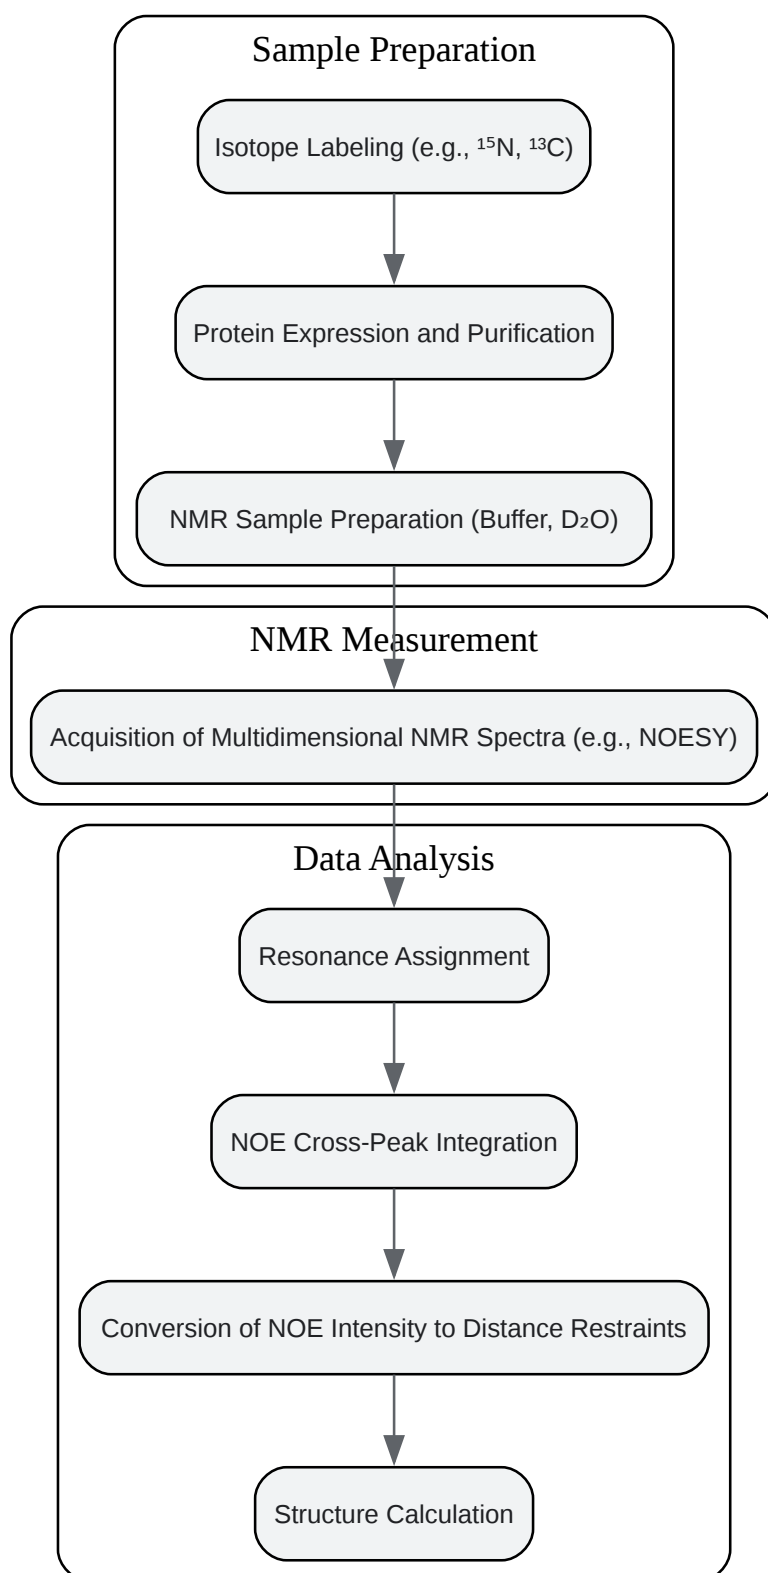 Sample Preparation
Isotope Labeling (e.g., ¹⁵N, ¹³C)
Protein Expression and Purification
NMR Sample Preparation (Buffer, D₂O)
NMR Measurement
Acquisition of Multidimensional NMR Spectra (e.g., NOESY)
Data Analysis
Resonance Assignment
NOE Cross-Peak Integration
Conversion of NOE Intensity to Distance Restraints
Structure Calculation